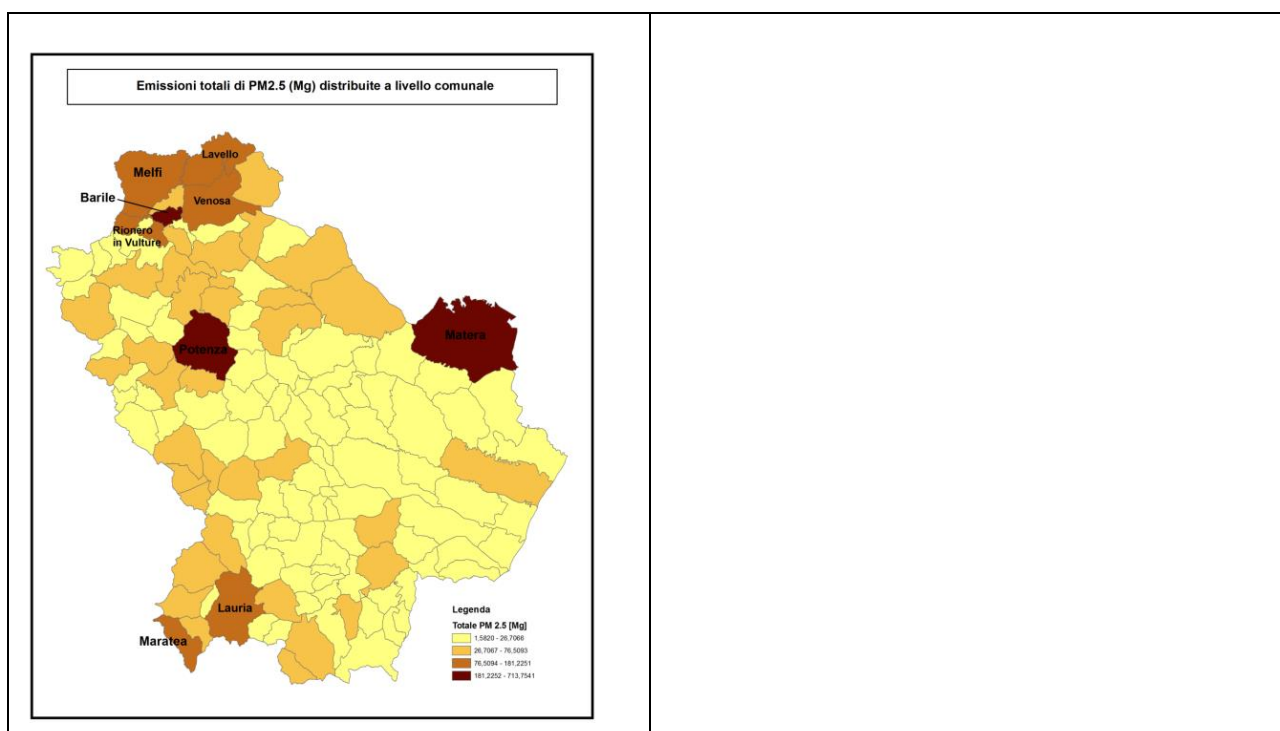 Emissioni totali di PM2.5 (Mg) distribuite a livello comunale
Lavello
Melfi
Barile
Venosa
Rionero
in Vulture
Matera
Potenza
Lauria
Maratea
Legenda
Totale PM 2.5 [Mg]
1,5820 - 26,7066
26,7067 - 76,5093
76,5094 - 181,2251
181,2252 - 713,7541